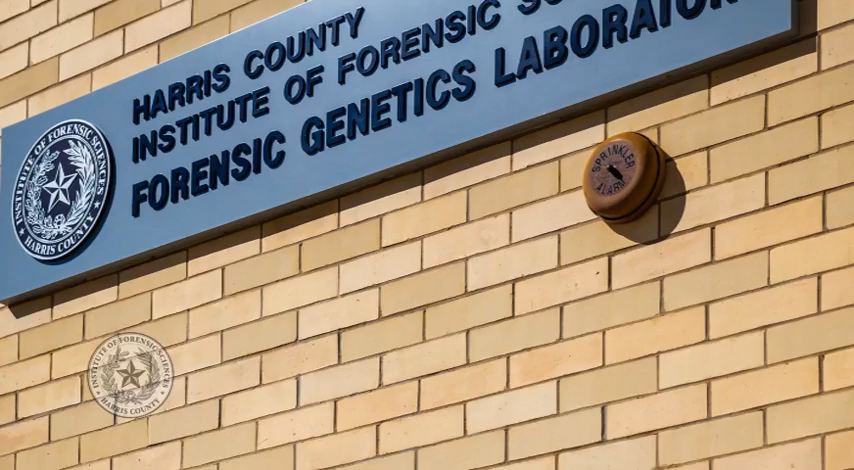 HARRIS COUNTY
INSTITUTE OF FORENSIC
FORENSIC GENETICS LABORATOR
INSTITUTE OF FORENSIC SCIENCES
HARRIS COUNTY
SPRINKLER
ALARM
INSTITUTE OF FORENSIC SCIENCES
HARRIS COUNTY